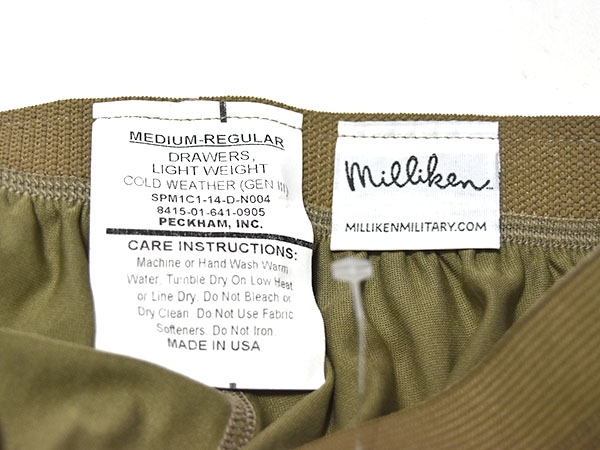 MEDIUM-REGULAR
DRAWERS,
LIGHT WEIGHT
COLD WEATHER (GEN III)
SPM1C1-14-D-N004
8415-01-641-0905
PECKHAM, INC.
CARE INSTRUCTIONS:
Machine or Hand Wash Warm
Water. Tumble Dry On Low Heat
or Line Dry. Do Not Bleach or
Dry Clean. Do Not Use Fabric
Softeners. Do Not Iron.
MADE IN USA
Milliken
MILLIKENMILITARY.COM